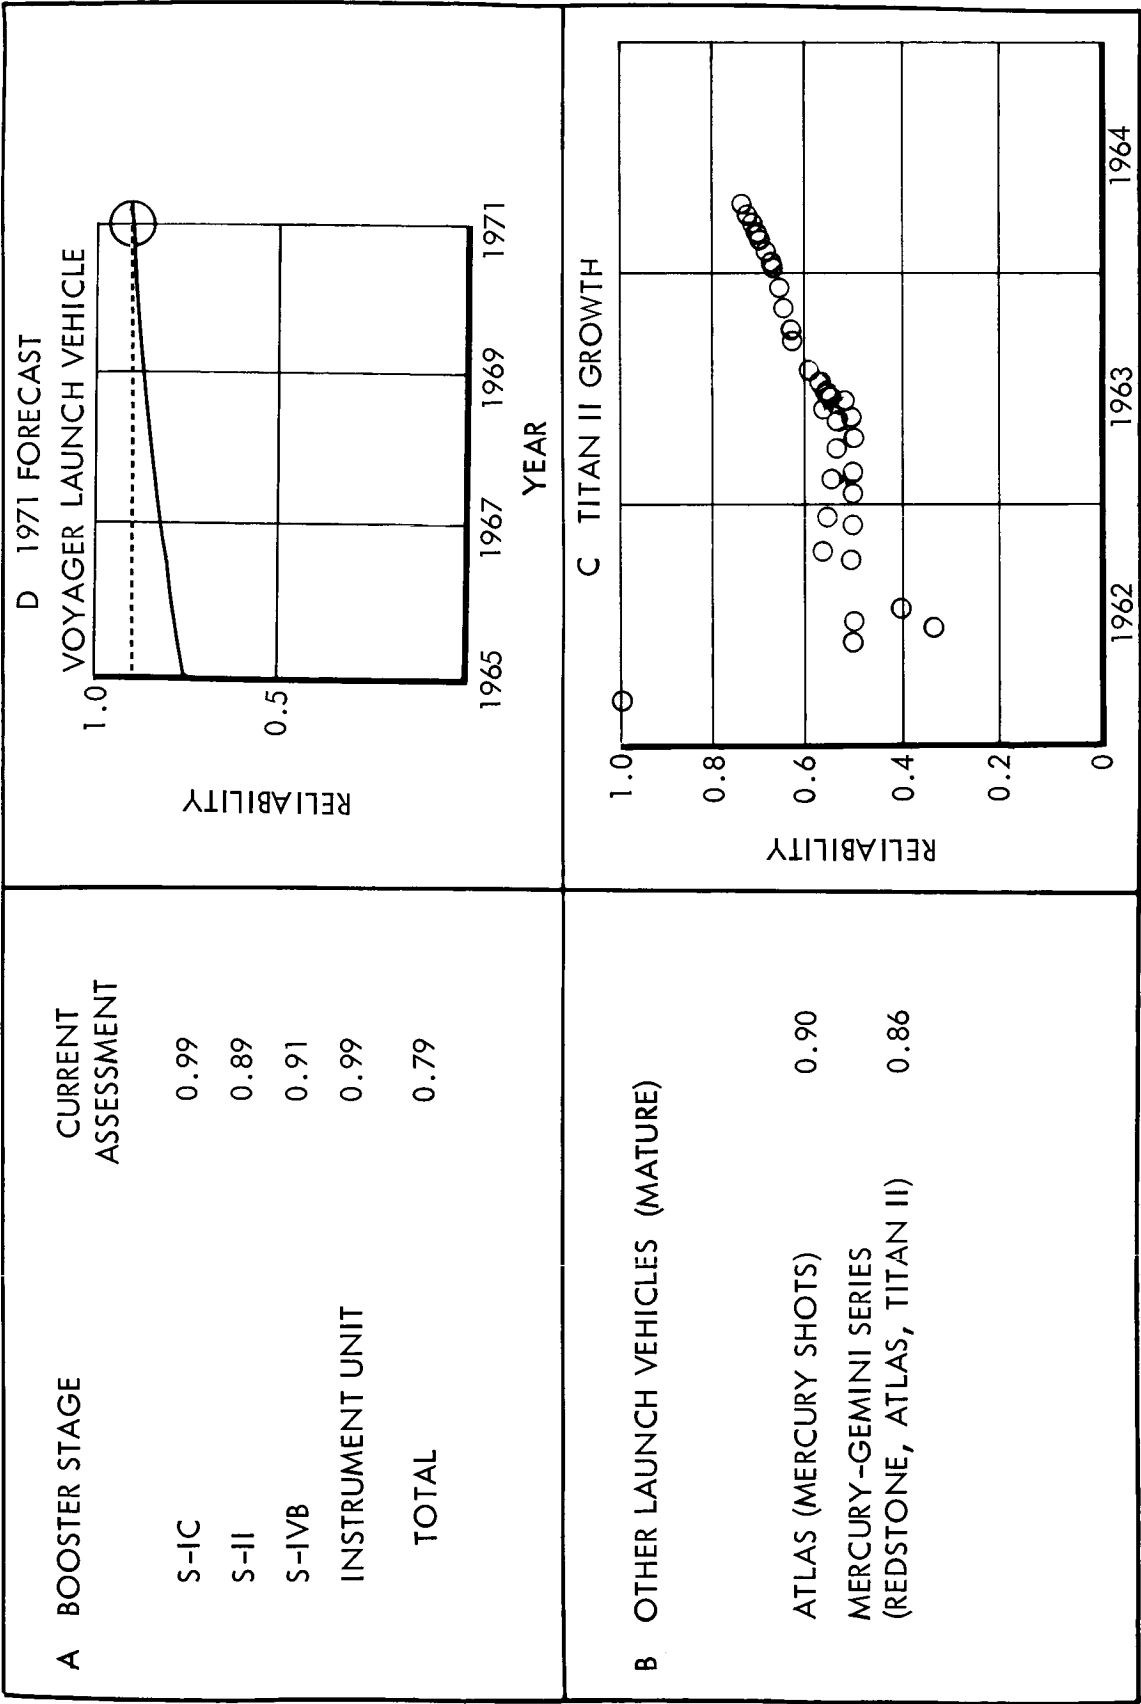 A BOOSTER STAGE
CURRENT
ASSESSMENT
S-IC 0.99
S-II 0.89
S-IVB 0.91
INSTRUMENT UNIT 0.99
TOTAL 0.79
D 1971 FORECAST
VOYAGER LAUNCH VEHICLE
RELIABILITY
1.0
0.5
1965 1967 1969 1971
YEAR
B OTHER LAUNCH VEHICLES (MATURE)
ATLAS (MERCURY SHOTS) 0.90
MERCURY-GEMINI SERIES
(REDSTONE, ATLAS, TITAN II) 0.86
C TITAN II GROWTH
RELIABILITY
1.0
0.8
0.6
0.4
0.2
0
1962 1963 1964